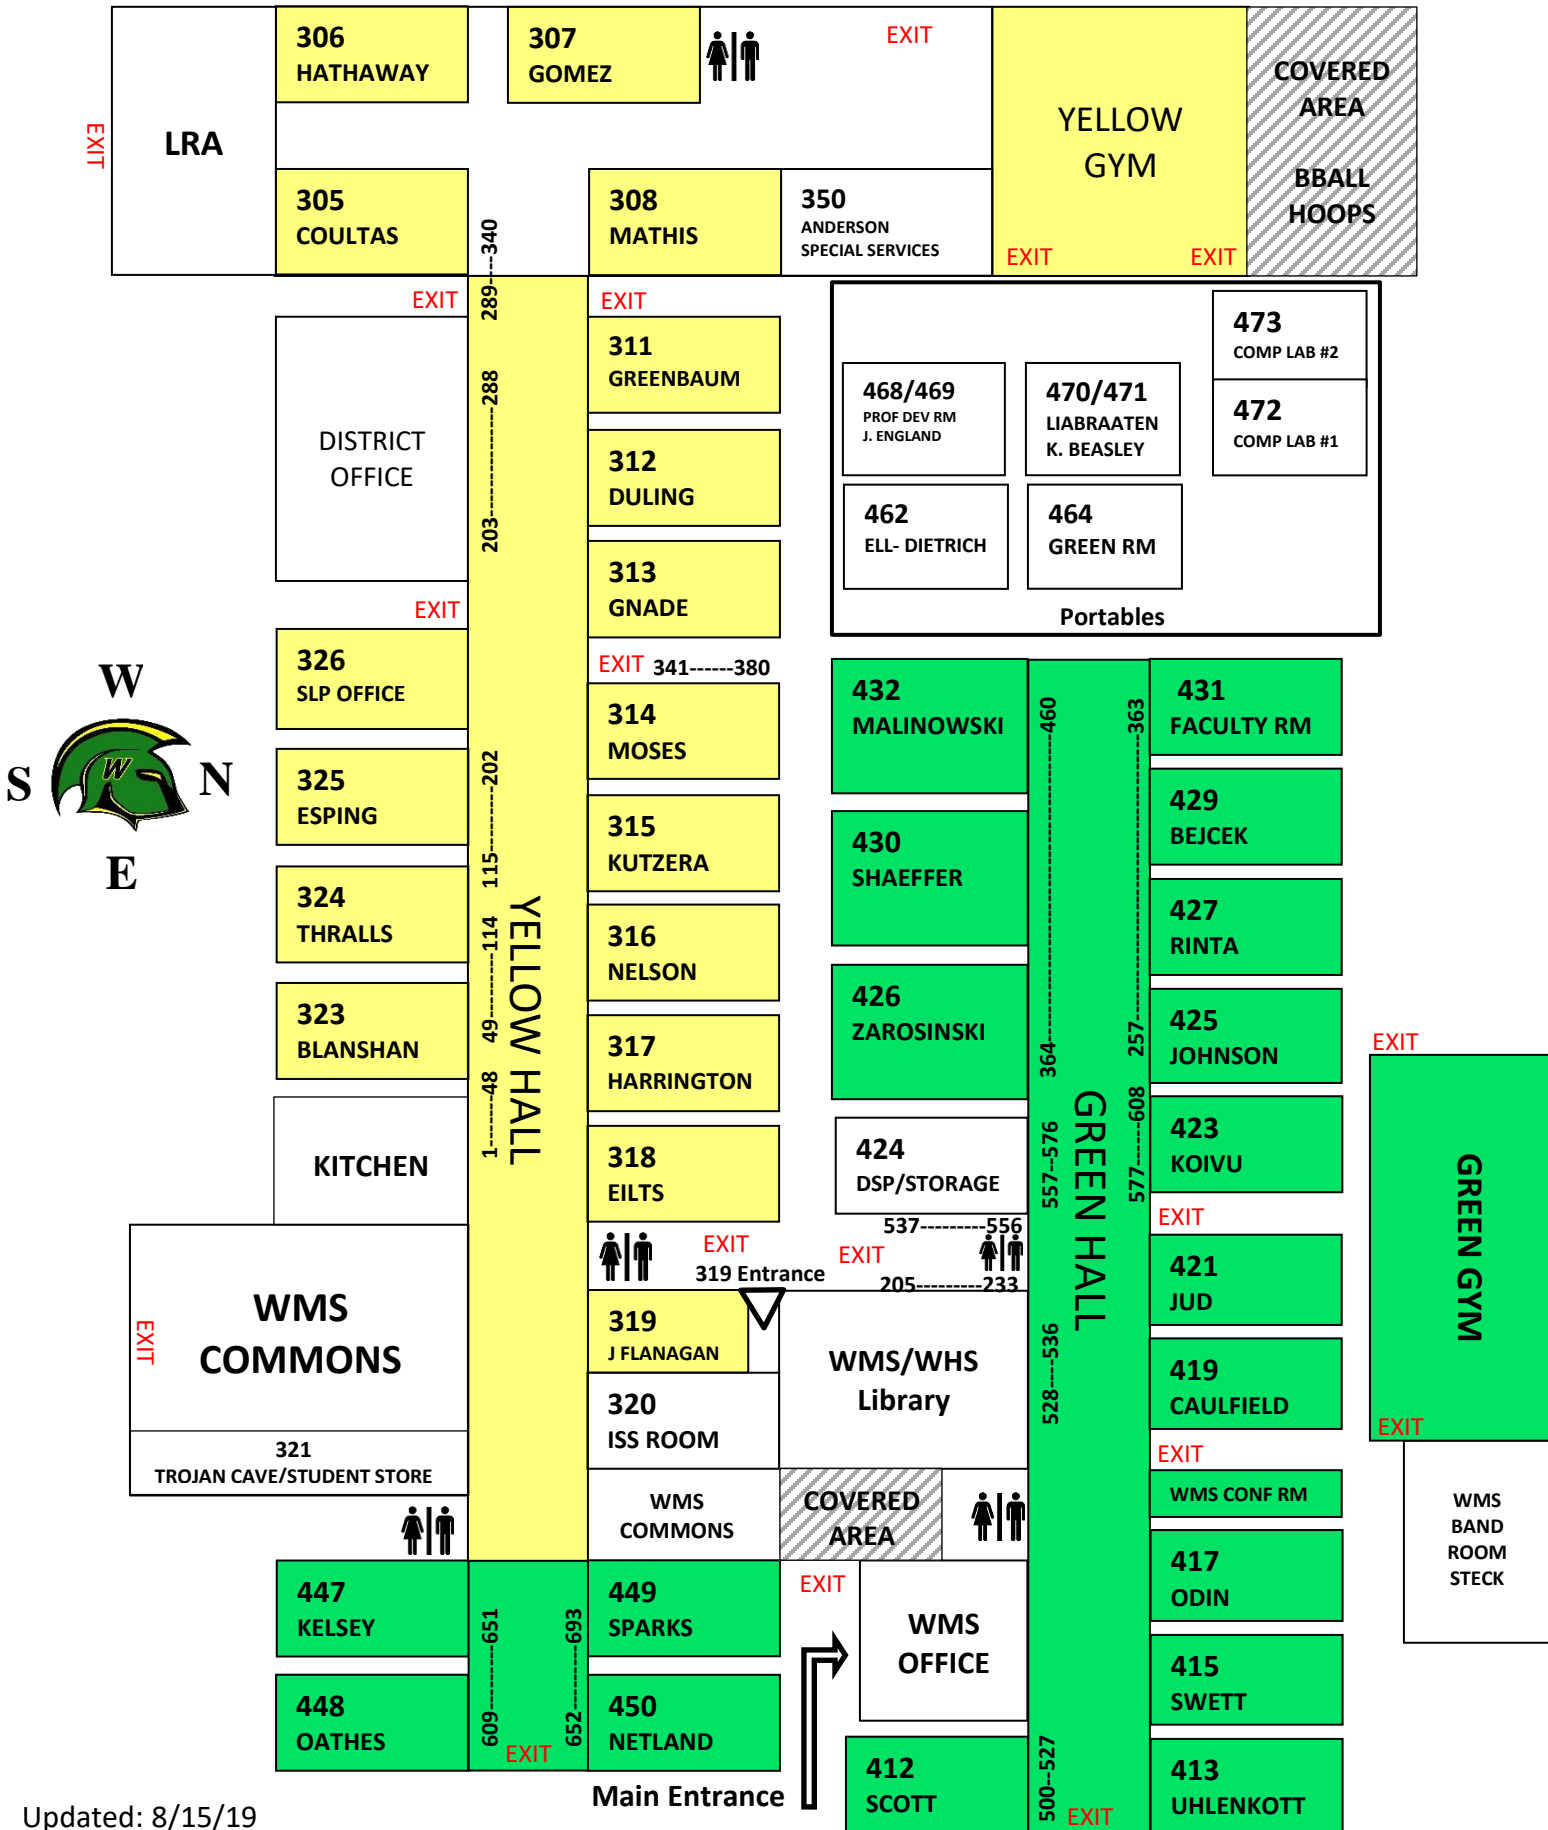 306
HATHAWAY
307
GOMEZ
EXIT
YELLOW
GYM
COVERED
AREA
BBALL
HOOPS
EXIT
LRA
305
COULTAS
308
MATHIS
350
ANDERSON
SPECIAL SERVICES
EXIT
EXIT
289----340
EXIT
EXIT
DISTRICT
OFFICE
203-----------288
311
GREENBAUM
312
DULING
313
GNADE
468/469
PROF DEV RM
J. ENGLAND
470/471
LIABRAATEN
K. BEASLEY
473
COMP LAB #2
472
COMP LAB #1
462
ELL- DIETRICH
464
GREEN RM
Portables
EXIT
326
SLP OFFICE
EXIT 341------380
314
MOSES
W
S
W
N
E
325
ESPING
115---------202
315
KUTZERA
324
THRALLS
49-------114
316
NELSON
323
BLANSHAN
1-------48
YELLOW HALL
317
HARRINGTON
KITCHEN
318
EILTS
432
MALINOWSKI
431
FACULTY RM
364--------------------------460
257--------------------------363
430
SHAEFFER
429
BEJCEK
427
RINTA
426
ZAROSINSKI
425
JOHNSON
424
DSP/STORAGE
557--576
577------608
GREEN HALL
423
KOIVU
EXIT
GREEN GYM
EXIT
537---------556
EXIT
EXIT
319 Entrance
205---------233
EXIT
421
JUD
WMS
COMMONS
EXIT
319
J FLANAGAN
WMS/WHS
Library
528----536
419
CAULFIELD
320
ISS ROOM
321
TROJAN CAVE/STUDENT STORE
EXIT
WMS CONF RM
WMS
COMMONS
COVERED
AREA
WMS
BAND
ROOM
STECK
447
KELSEY
609-------651
652-------693
449
SPARKS
EXIT
WMS
OFFICE
417
ODIN
448
OATHES
EXIT
450
NETLAND
415
SWETT
Main Entrance
412
SCOTT
500--527
EXIT
413
UHLENKOTT
Updated: 8/15/19